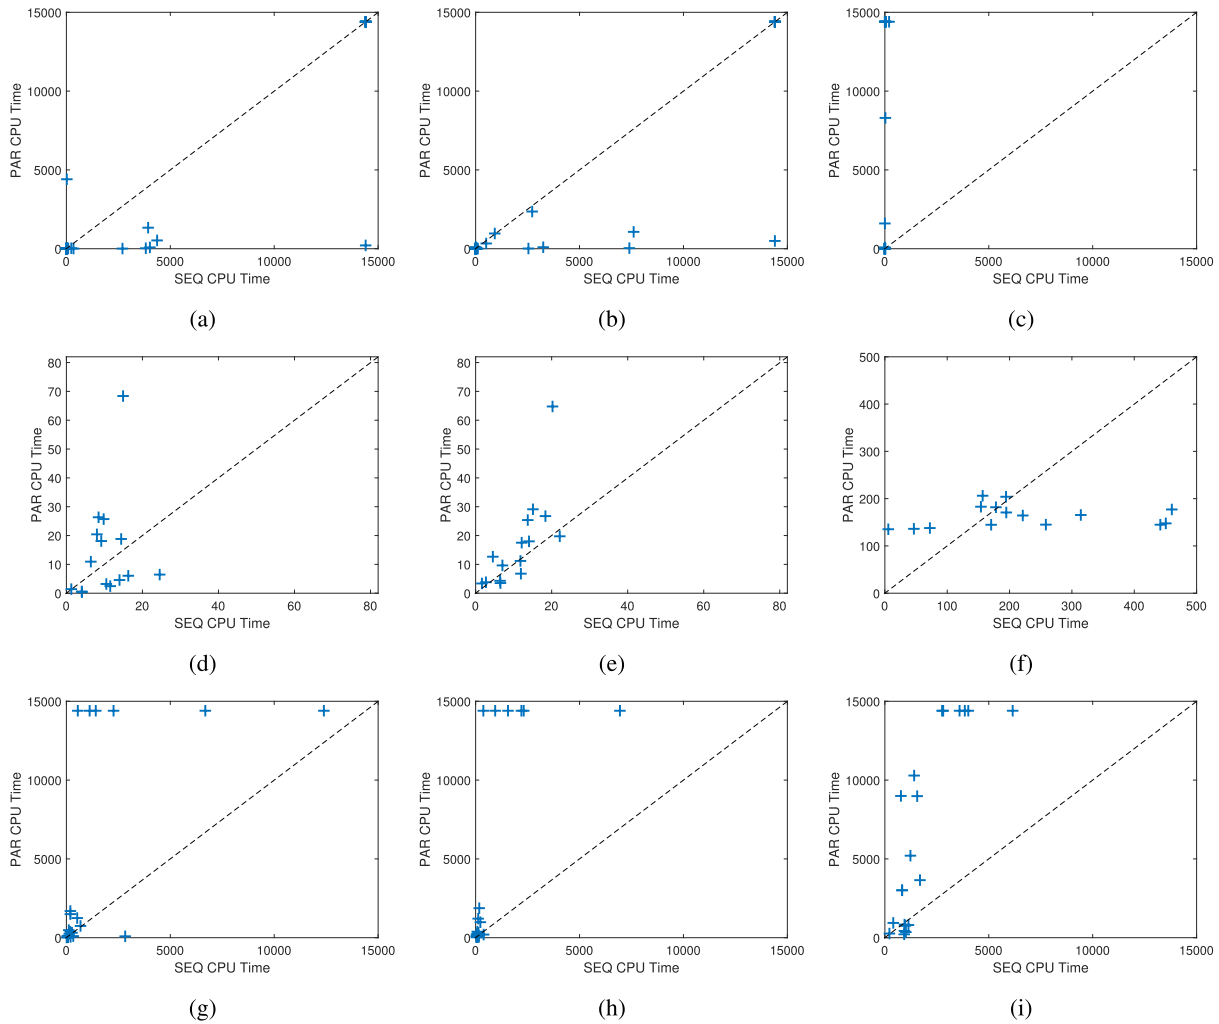 15000
10000
5000
0
PAR CPU Time
0 5000 10000 15000
SEQ CPU Time
(a)
15000
10000
5000
0
PAR CPU Time
0 5000 10000 15000
SEQ CPU Time
(b)
15000
10000
5000
0
PAR CPU Time
0 5000 10000 15000
SEQ CPU Time
(c)
80
70
60
50
40
30
20
10
0
PAR CPU Time
0 20 40 60 80
SEQ CPU Time
(d)
80
70
60
50
40
30
20
10
0
PAR CPU Time
0 20 40 60 80
SEQ CPU Time
(e)
500
400
300
200
100
0
PAR CPU Time
0 100 200 300 400 500
SEQ CPU Time
(f)
15000
10000
5000
0
PAR CPU Time
0 5000 10000 15000
SEQ CPU Time
(g)
15000
10000
5000
0
PAR CPU Time
0 5000 10000 15000
SEQ CPU Time
(h)
15000
10000
5000
0
PAR CPU Time
0 5000 10000 15000
SEQ CPU Time
(i)